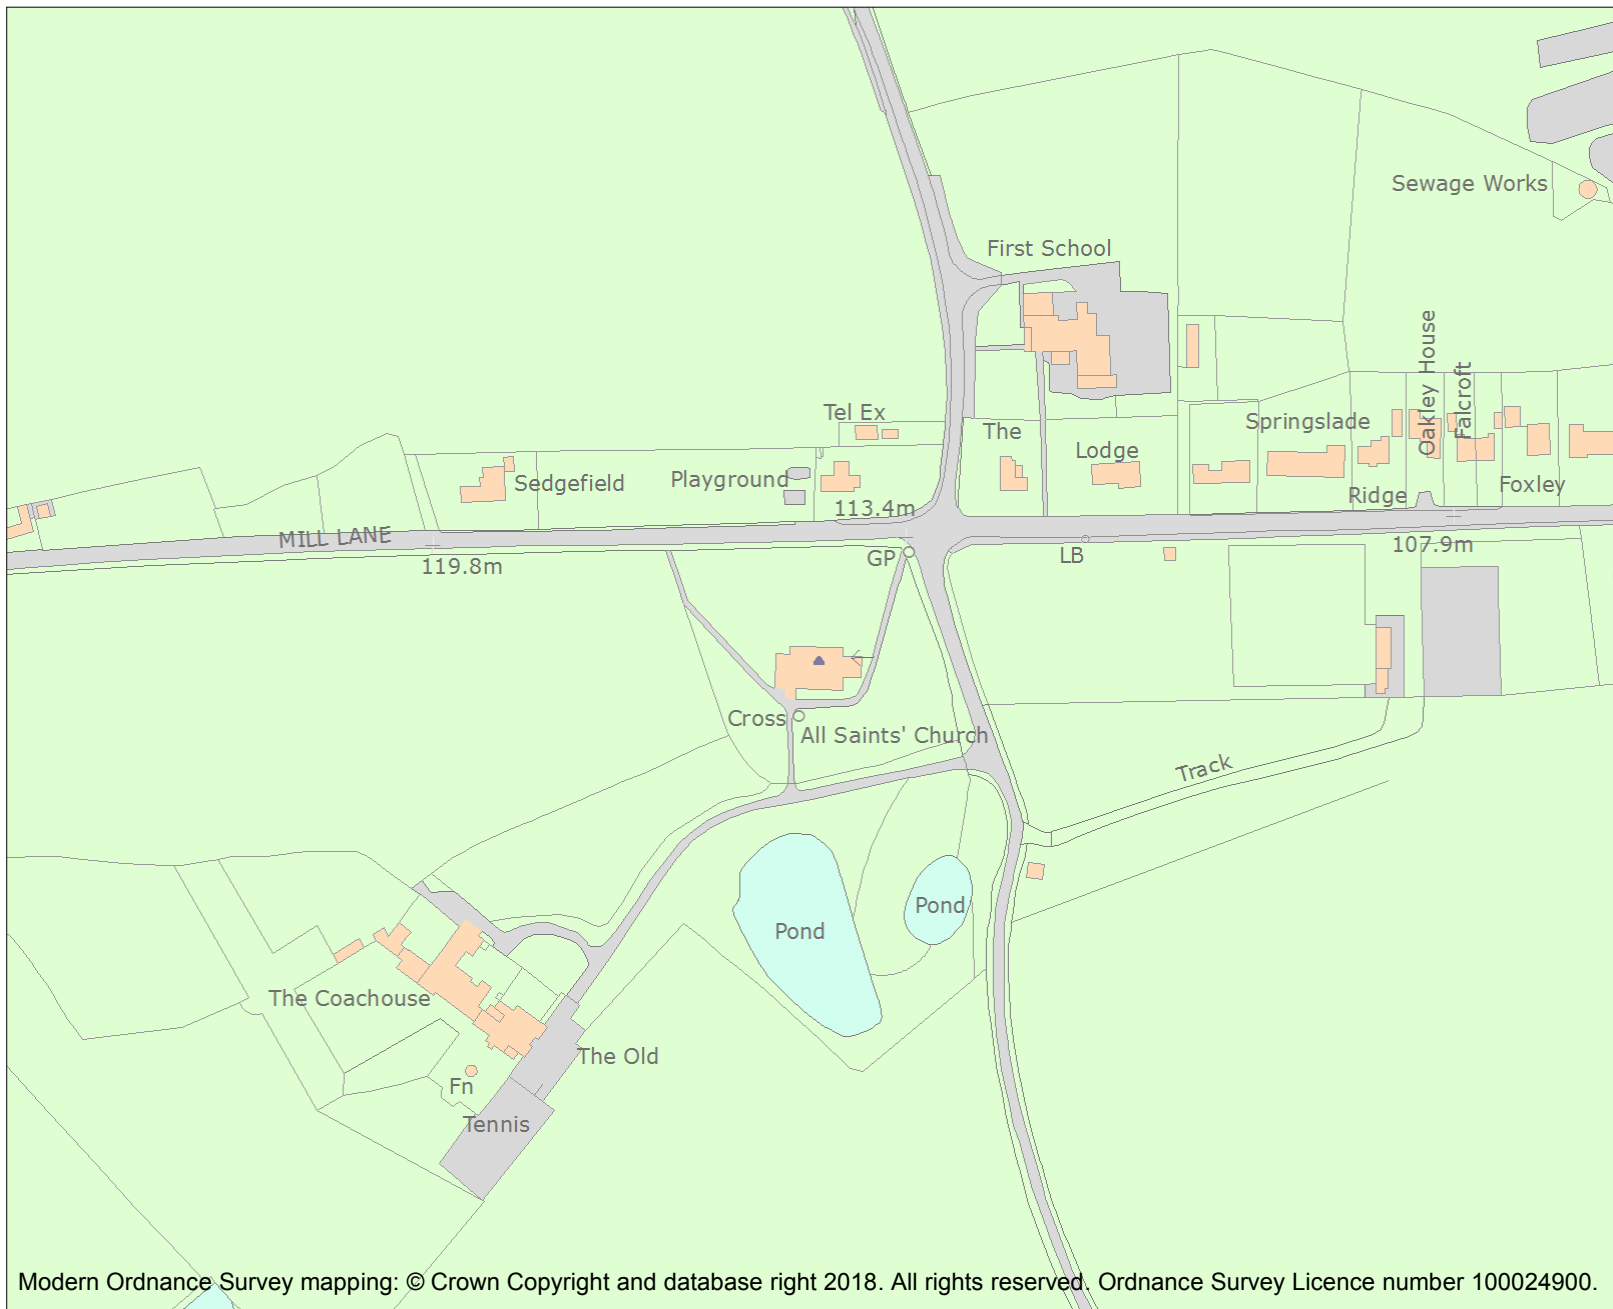 Sewage Works
First School
Oakley House
Falcroft
Tel Ex
The
Lodge
Springslade
Sedgefield
Playground
113.4m
Ridge
Foxley
MILL LANE
119.8m
GP
LB
107.9m
Cross
All Saints' Church
Track
Pond
Pond
The Coachouse
The Old
Fn
Tennis
Modern Ordnance Survey mapping: © Crown Copyright and database right 2018. All rights reserved. Ordnance Survey Licence number 100024900.